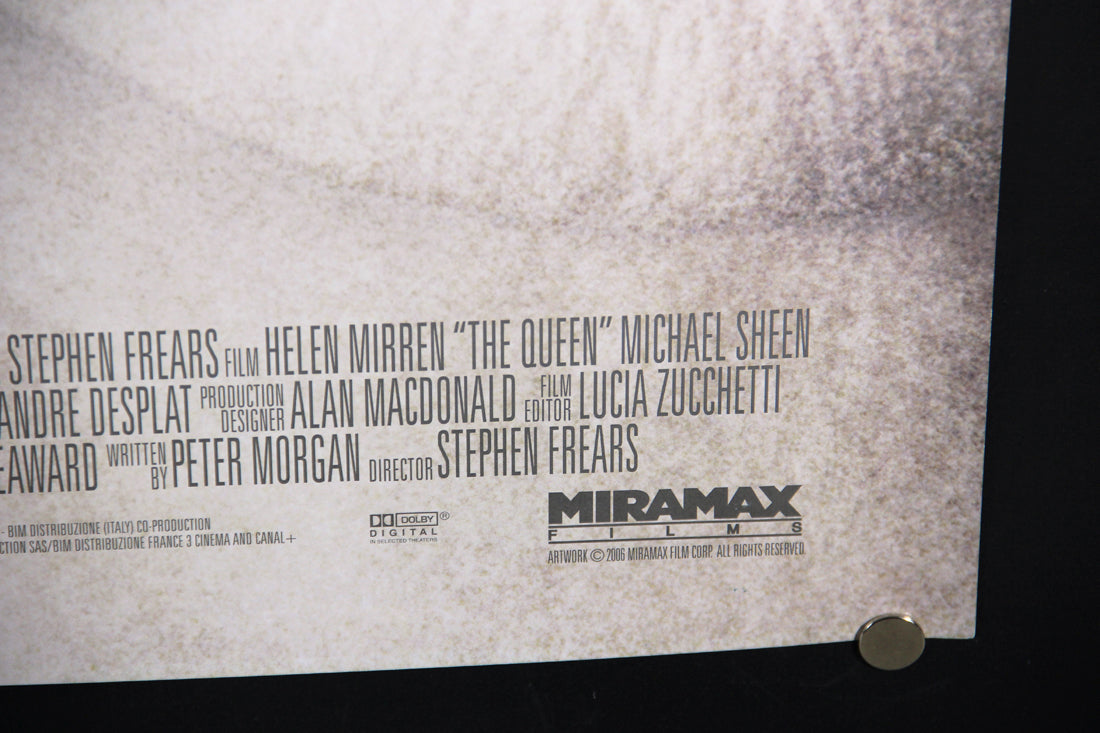 STEPHEN FREARS FILM HELEN MIRREN “THE QUEEN” MICHAEL SHEEN
ANDRE DESPLAT PRODUCTION DESIGNER ALAN MACDONALD FILM EDITOR LUCIA ZUCCHETTI
EAWARD WRITTEN BY PETER MORGAN DIRECTOR STEPHEN FREARS
- BIM DISTRIBUZIONE (ITALY) CO-PRODUCTION
CTION SAS/BIM DISTRIBUZIONE FRANCE 3 CINEMA AND CANAL+
DOLBY®
DIGITAL
IN SELECTED THEATERS
MIRAMAX
FILMS
ARTWORK ©2006 MIRAMAX FILM CORP. ALL RIGHTS RESERVED.